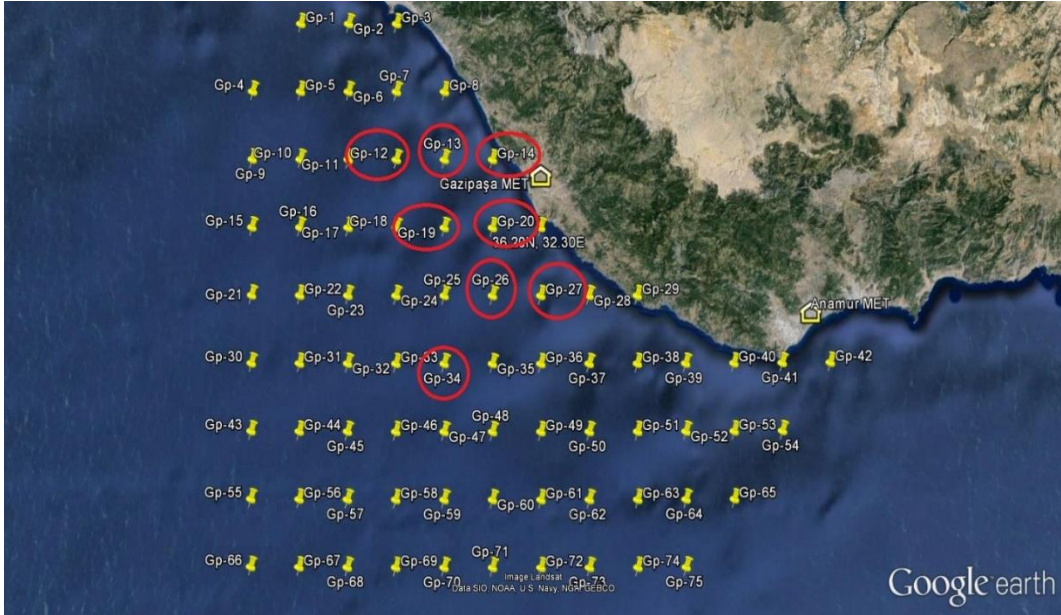 Gp-1
Gp-2
Gp-3
Gp-4
Gp-5
Gp-6
Gp-7
Gp-8
Gp-9
Gp-10
Gp-11
Gp-12
Gp-13
Gp-14
Gazipaşa MET
Gp-15
Gp-16
Gp-17
Gp-18
Gp-19
Gp-20
36.20N, 32.30E
Gp-21
Gp-22
Gp-23
Gp-24
Gp-25
Gp-26
Gp-27
Gp-28
Gp-29
Anamur MET
Gp-30
Gp-31
Gp-32
Gp-33
Gp-34
Gp-35
Gp-36
Gp-37
Gp-38
Gp-39
Gp-40
Gp-41
Gp-42
Gp-43
Gp-44
Gp-45
Gp-46
Gp-47
Gp-48
Gp-49
Gp-50
Gp-51
Gp-52
Gp-53
Gp-54
Gp-55
Gp-56
Gp-57
Gp-58
Gp-59
Gp-60
Gp-61
Gp-62
Gp-63
Gp-64
Gp-65
Gp-66
Gp-67
Gp-68
Gp-69
Gp-70
Gp-71
Gp-72
Gp-73
Gp-74
Gp-75
Image Landsat
Data SIO, NOAA, U.S. Navy, NGA, GEBCO
Google earth